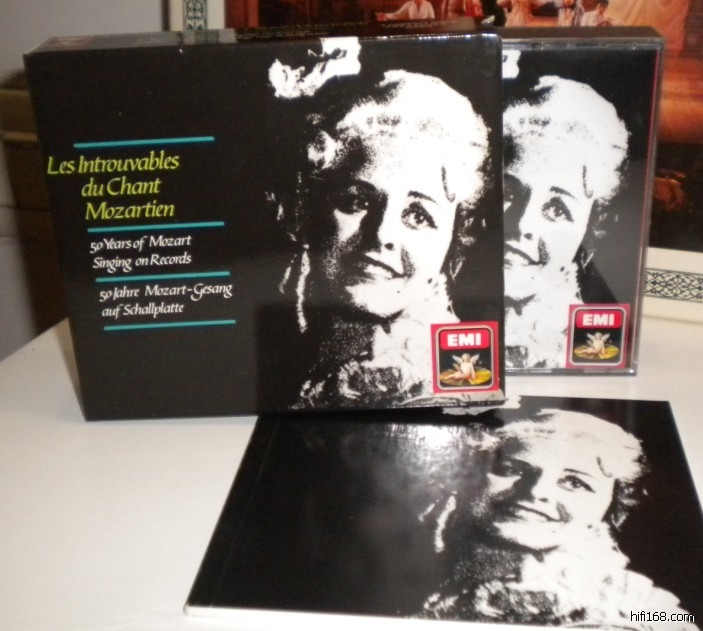 Les Introuvables
du Chant
Mozartien
50 Years of Mozart
Singing on Records
50 Jahre Mozart-Gesang
auf Schallplatte
EMI
EMI
hifi168.com